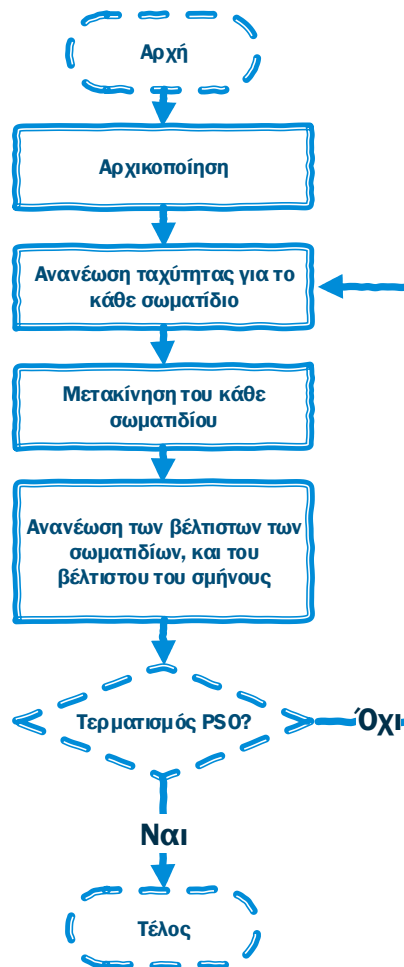 Αρχή
Αρχικοποίηση
Ανανέωση ταχύτητας για το
κάθε σωματίδιο
Μετακίνηση του κάθε
σωματιδίου
Ανανέωση των βέλτιστων των
σωματιδίων, και του
βέλτιστου του σμήνους
Τερματισμός PSO?
Όχι
Ναι
Τέλος